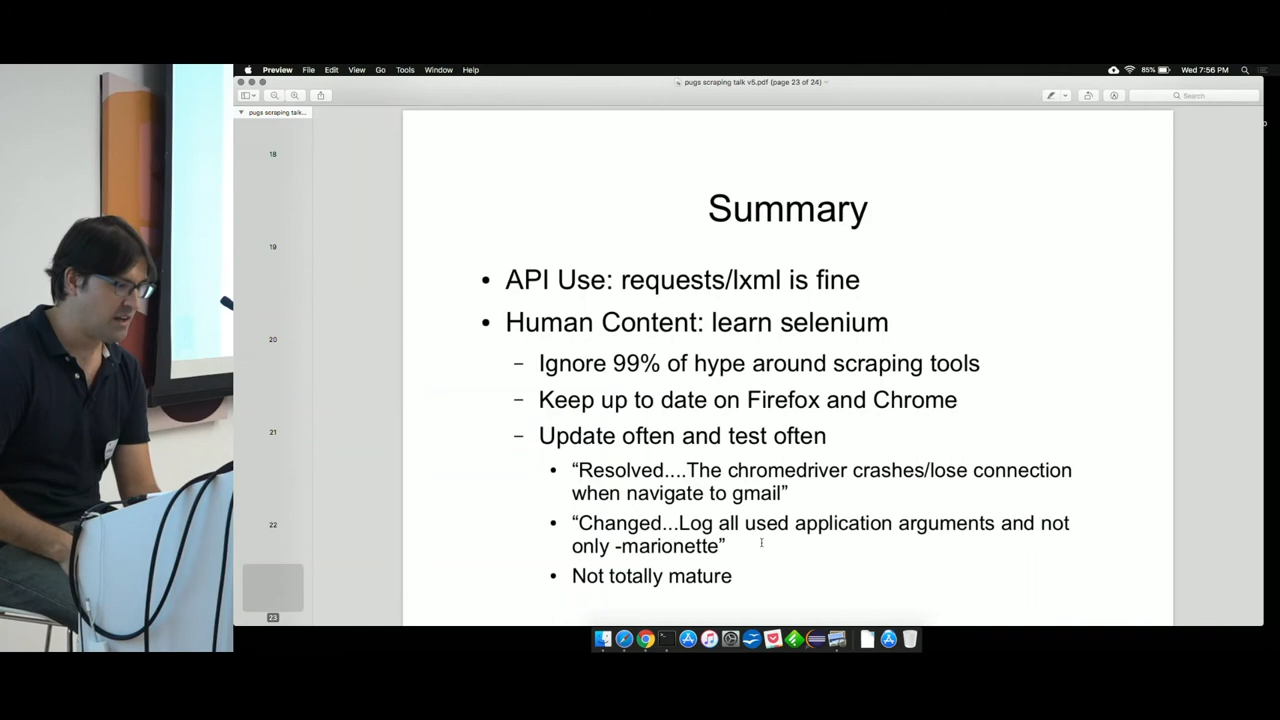 Preview File Edit View Go Tools Window Help
85% Wed 7:56 PM
pugs scraping talk v5.pdf (page 23 of 24)
Search
pugs scraping talk...
18
19
20
21
22
23
Summary
• API Use: requests/lxml is fine
• Human Content: learn selenium
– Ignore 99% of hype around scraping tools
– Keep up to date on Firefox and Chrome
– Update often and test often
• “Resolved....The chromedriver crashes/lose connection
when navigate to gmail”
• “Changed...Log all used application arguments and not
only -marionette”
• Not totally mature